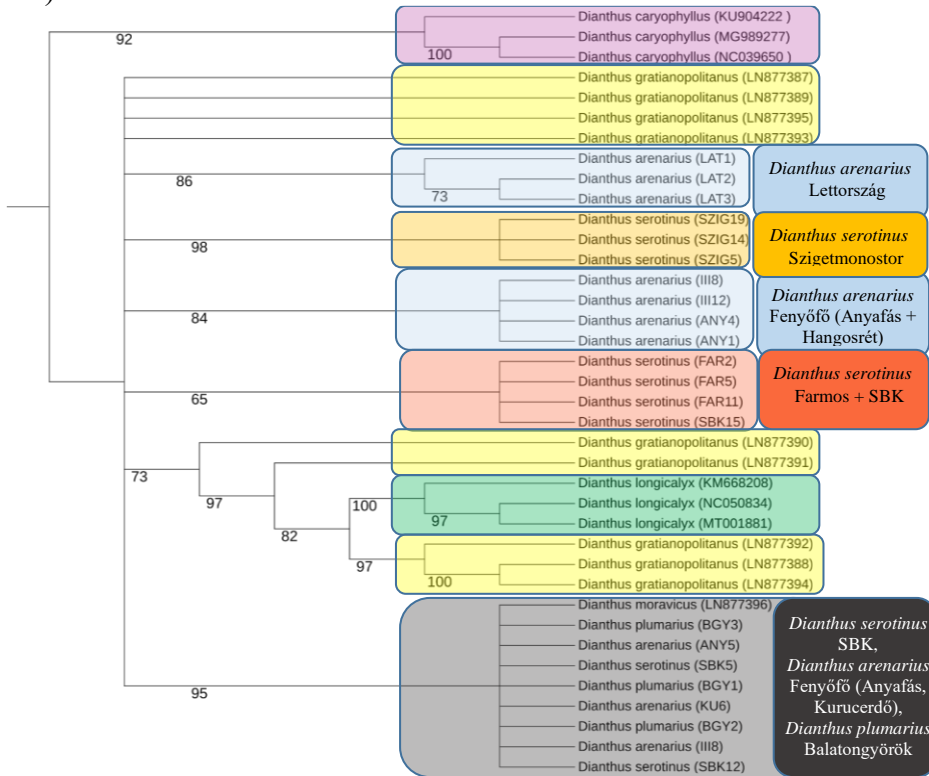 )
Dianthus caryophyllus (KU904222 )
92
Dianthus caryophyllus (MG989277)
100
Dianthus caryophyllus (NC039650 )
Dianthus gratianopolitanus (LN877387)
Dianthus gratianopolitanus (LN877389)
Dianthus gratianopolitanus (LN877395)
Dianthus gratianopolitanus (LN877393)
Dianthus arenarius (LAT1)
86
Dianthus arenarius (LAT2)
73
Dianthus arenarius (LAT3)
Dianthus arenarius
Lettország
Dianthus serotinus (SZIG19)
98
Dianthus serotinus (SZIG14)
Dianthus serotinus (SZIG5)
Dianthus serotinus
Szigetmonostor
Dianthus arenarius (III8)
Dianthus arenarius (III12)
84
Dianthus arenarius (ANY4)
Dianthus arenarius (ANY1)
Dianthus arenarius
Fenyőfő (Anyafás +
Hangosrét)
Dianthus serotinus (FAR2)
Dianthus serotinus (FAR5)
65
Dianthus serotinus (FAR11)
Dianthus serotinus (SBK15)
Dianthus serotinus
Farmos + SBK
Dianthus gratianopolitanus (LN877390)
Dianthus gratianopolitanus (LN877391)
73
Dianthus longicalyx (KM668208)
97
100
Dianthus longicalyx (NC050834)
97
Dianthus longicalyx (MT001881)
82
Dianthus gratianopolitanus (LN877392)
97
Dianthus gratianopolitanus (LN877388)
100
Dianthus gratianopolitanus (LN877394)
Dianthus moravicus (LN877396)
Dianthus plumarius (BGY3)
Dianthus arenarius (ANY5)
Dianthus serotinus (SBK5)
95
Dianthus plumarius (BGY1)
Dianthus arenarius (KU6)
Dianthus plumarius (BGY2)
Dianthus arenarius (III8)
Dianthus serotinus (SBK12)
Dianthus serotinus
SBK,
Dianthus arenarius
Fenyőfő (Anyafás,
Kurucerdő),
Dianthus plumarius
Balatongyörök